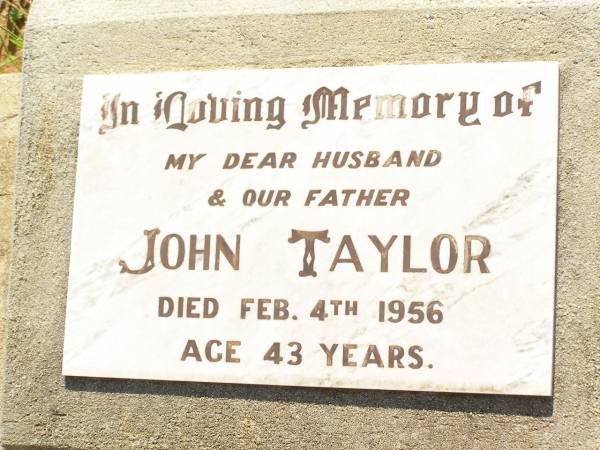 In Loving Memory of
MY DEAR HUSBAND
& OUR FATHER
JOHN TAYLOR
DIED FEB. 4TH 1956
AGE 43 YEARS.